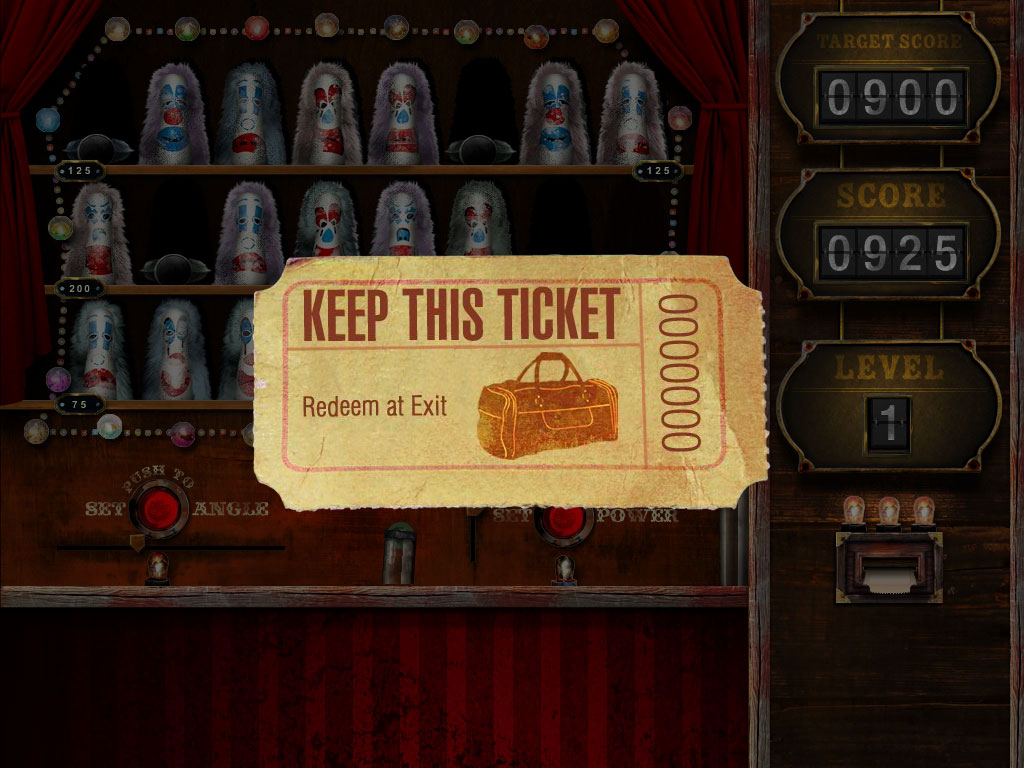 TARGET SCORE
0900
125
125
SCORE
0925
200
KEEP THIS TICKET
Redeem at Exit
0000000
LEVEL
1
75
PUSH TO
SET ANGLE
SET POWER